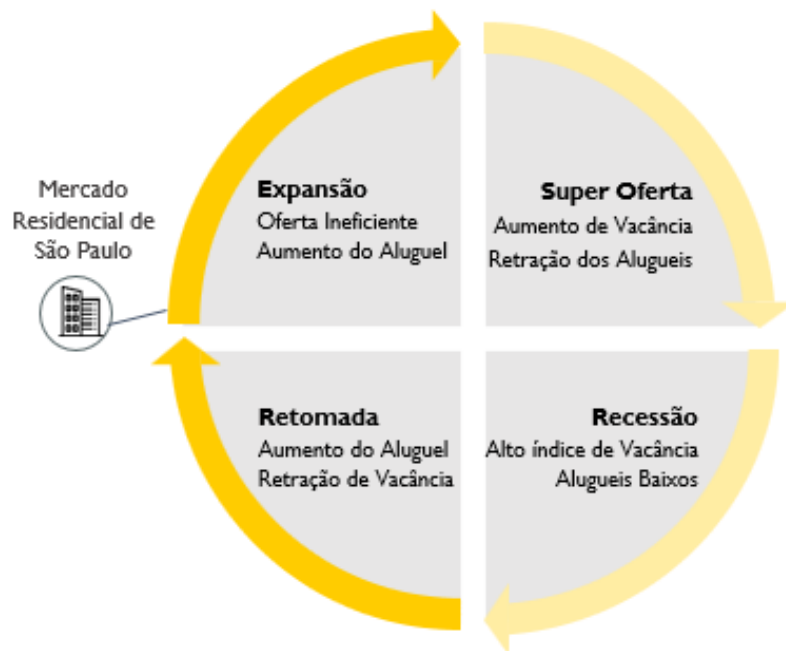 Mercado
Residencial de
São Paulo
Expansão
Oferta Ineficiente
Aumento do Aluguel
Super Oferta
Aumento de Vacância
Retração dos Alugueis
Retomada
Aumento do Aluguel
Retração de Vacância
Recessão
Alto índice de Vacância
Alugueis Baixos